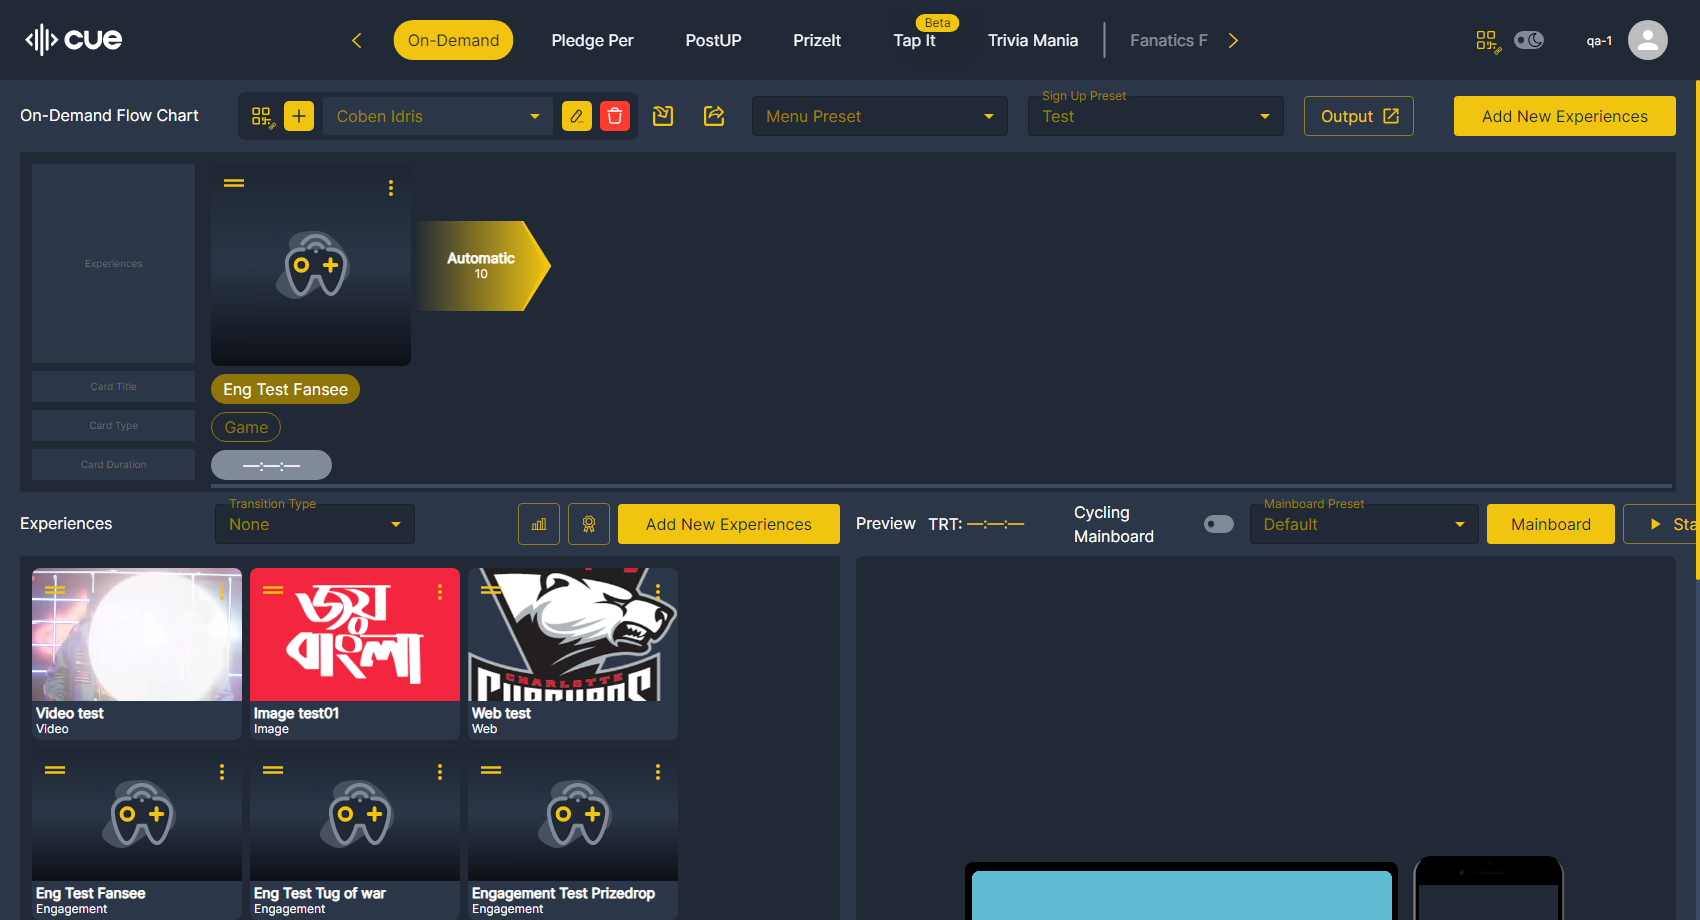 cue
On-Demand
Pledge Per
PostUP
PrizeIt
Beta
Tap It
Trivia Mania
Fanatics F
qa-1
On-Demand Flow Chart
Coben Idris
Menu Preset
Sign Up Preset
Test
Output
Add New Experiences
Experiences
Automatic
10
Card Title
Eng Test Fansee
Card Type
Game
Card Duration
—:—:—
Experiences
Transition Type
None
Add New Experiences
Preview
TRT: —:—:—
Cycling
Mainboard
Mainboard Preset
Default
Mainboard
Sta
জয়
বাংলা
CHARLOTTE
Video test
Video
Image test01
Image
Web test
Web
Eng Test Fansee
Engagement
Eng Test Tug of war
Engagement
Engagement Test Prizedrop
Engagement